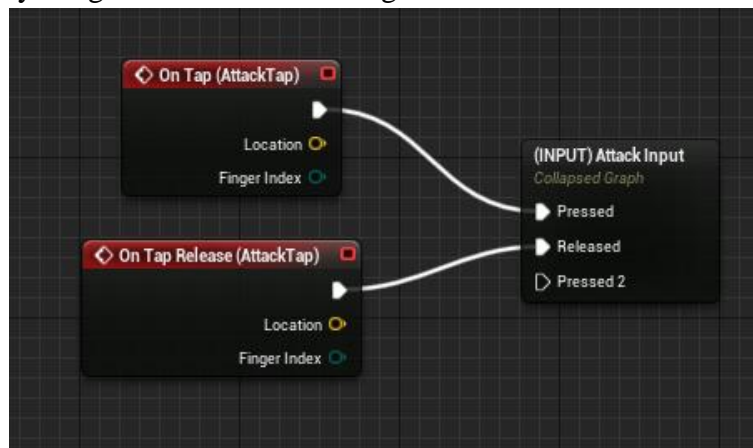 On Tap (AttackTap)
Location
Finger Index
On Tap Release (AttackTap)
Location
Finger Index
(INPUT) Attack Input
Collapsed Graph
Pressed
Released
Pressed 2